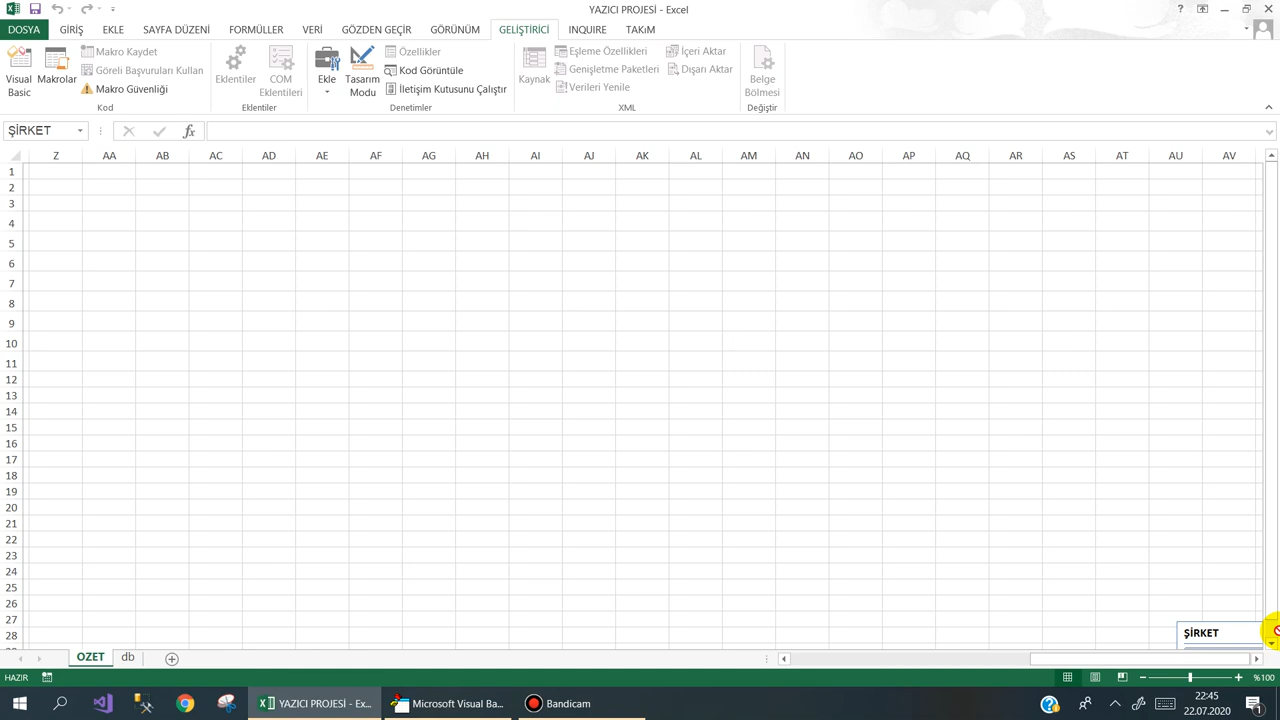 YAZICI PROJESİ - Excel
DOSYA GİRİŞ EKLE SAYFA DÜZENİ FORMÜLLER VERİ GÖZDEN GEÇİR GÖRÜNÜM GELİŞTİRİCİ INQUIRE TAKıM
Visual Basic
Makrolar
Makro Kaydet
Göreli Başvuruları Kullan
Makro Güvenliği
Kod
Eklentiler
COM Eklentileri
Eklentiler
Ekle
Tasarım Modu
Özellikler
Kod Görüntüle
İletişim Kutusunu Çalıştır
Denetimler
Kaynak
Eşleme Özellikleri
Genişletme Paketleri
Verileri Yenile
İçeri Aktar
Dışarı Aktar
XML
Belge Bölmesi
Değiştir
ŞİRKET
fx
Z AA AB AC AD AE AF AG AH AI AJ AK AL AM AN AO AP AQ AR AS AT AU AV
1
2
3
4
5
6
7
8
9
10
11
12
13
14
15
16
17
18
19
20
21
22
23
24
25
26
27
28
ŞİRKET
OZET db
HAZIR
%100
YAZICI PROJESİ - Ex...
Microsoft Visual Ba...
Bandicam
22:45
22.07.2020
1